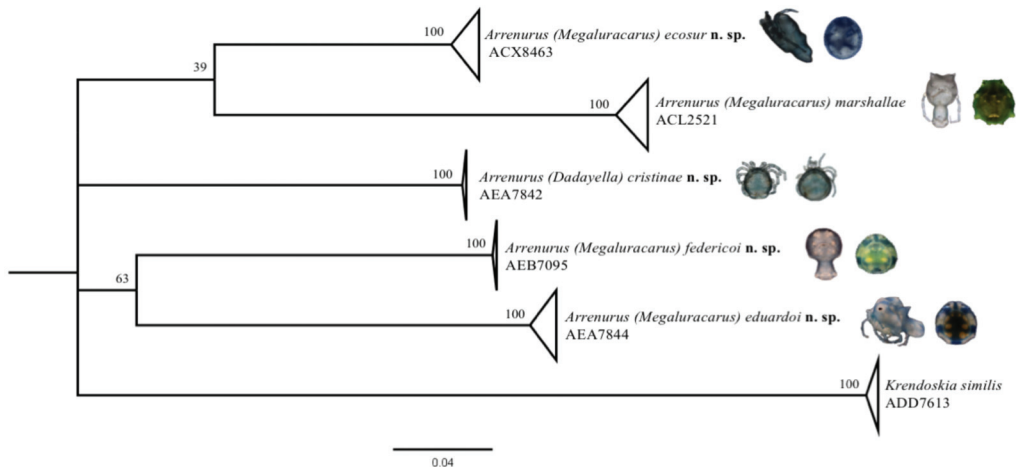 100
Arrenurus (Megaluracarus) ecosur n. sp.
ACX8463
39
100
Arrenurus (Megaluracarus) marshallae
ACL2521
100
Arrenurus (Dadayella) cristinae n. sp.
AEA7842
100
Arrenurus (Megaluracarus) federicoi n. sp.
AEB7095
63
100
Arrenurus (Megaluracarus) eduardoi n. sp.
AEA7844
100
Krendoskia similis
ADD7613
0.04